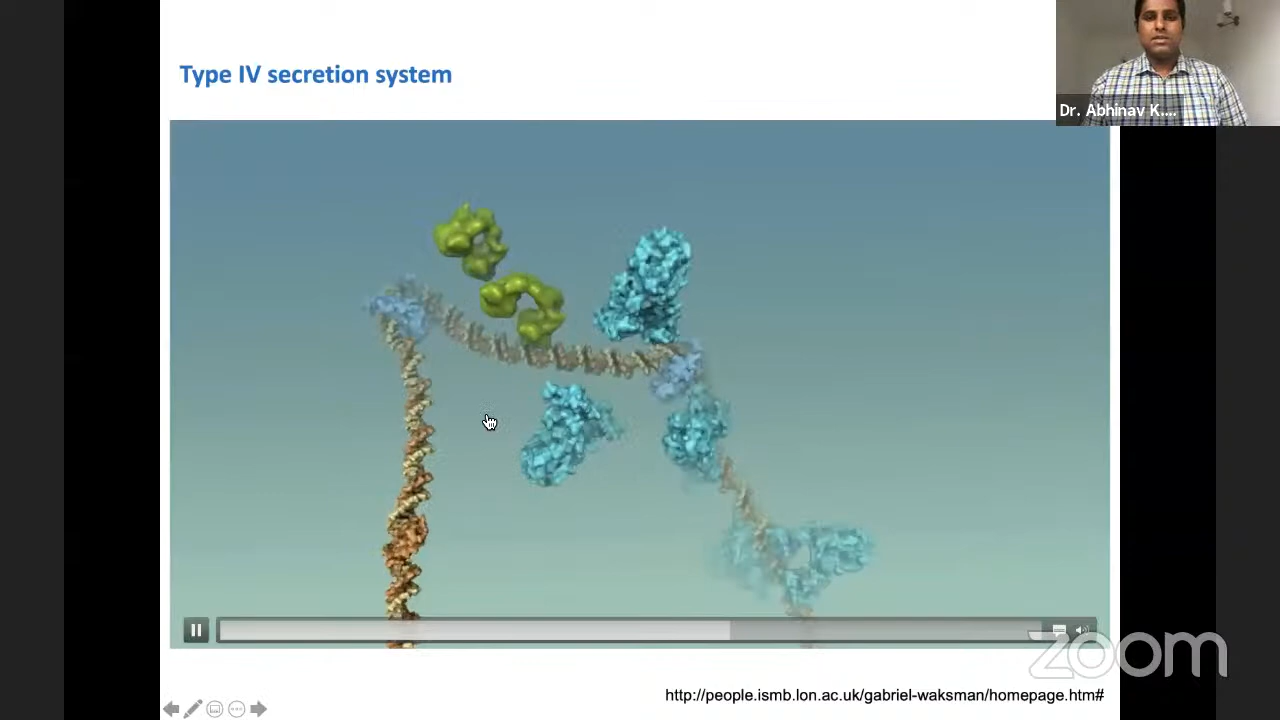 Type IV secretion system
Dr. Abhinav K....
zoom
http://people.ismb.lon.ac.uk/gabriel-waksman/homepage.htm#